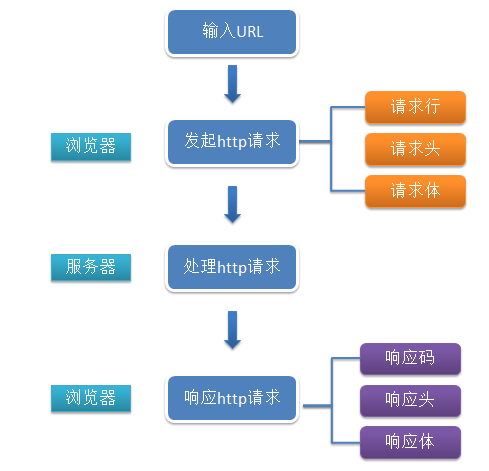 输入URL
浏览器
发起http请求
请求行
请求头
请求体
服务器
处理http请求
浏览器
响应http请求
响应码
响应头
响应体